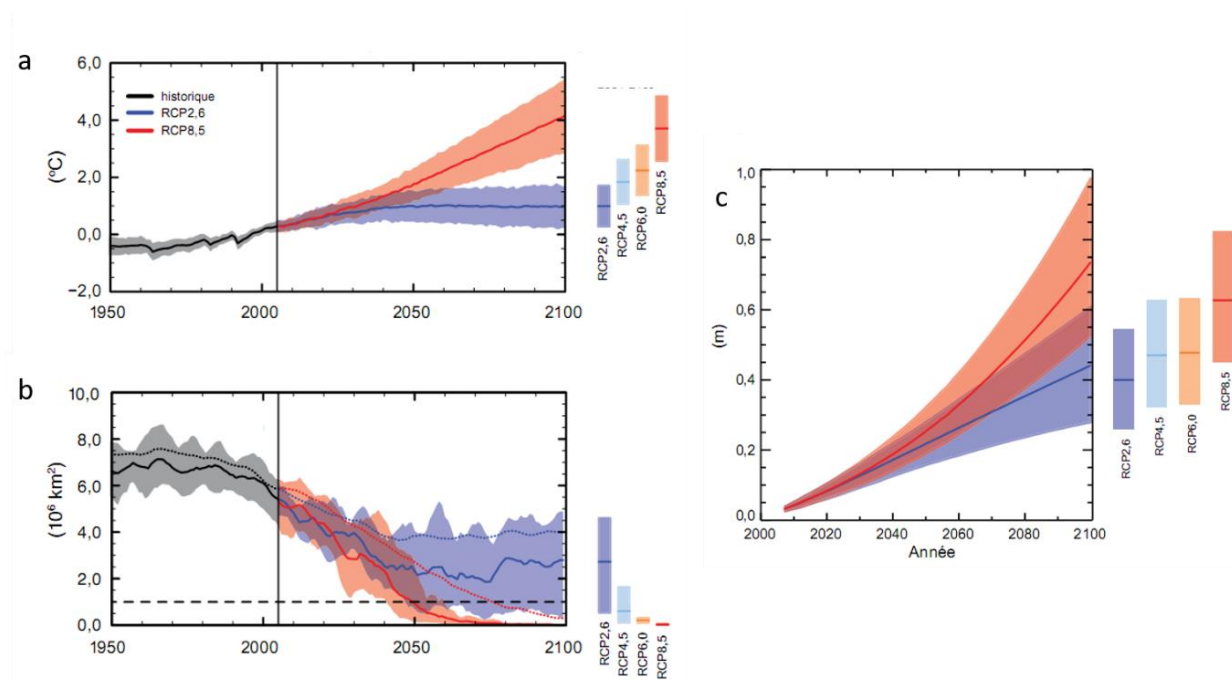 a
6,0
4,0
2,0
0,0
−2,0
(°C)
historique
RCP2,6
RCP8,5
1950
2000
2050
2100
RCP2,6
RCP4,5
RCP6,0
RCP8,5
b
10,0
8,0
6,0
4,0
2,0
0,0
(10⁶ km²)
1950
2000
2050
2100
RCP2,6
RCP4,5
RCP6,0
RCP8,5
c
1,0
0,8
0,6
0,4
0,2
0,0
(m)
2000
2020
2040
2060
2080
2100
Année
RCP2,6
RCP4,5
RCP6,0
RCP8,5